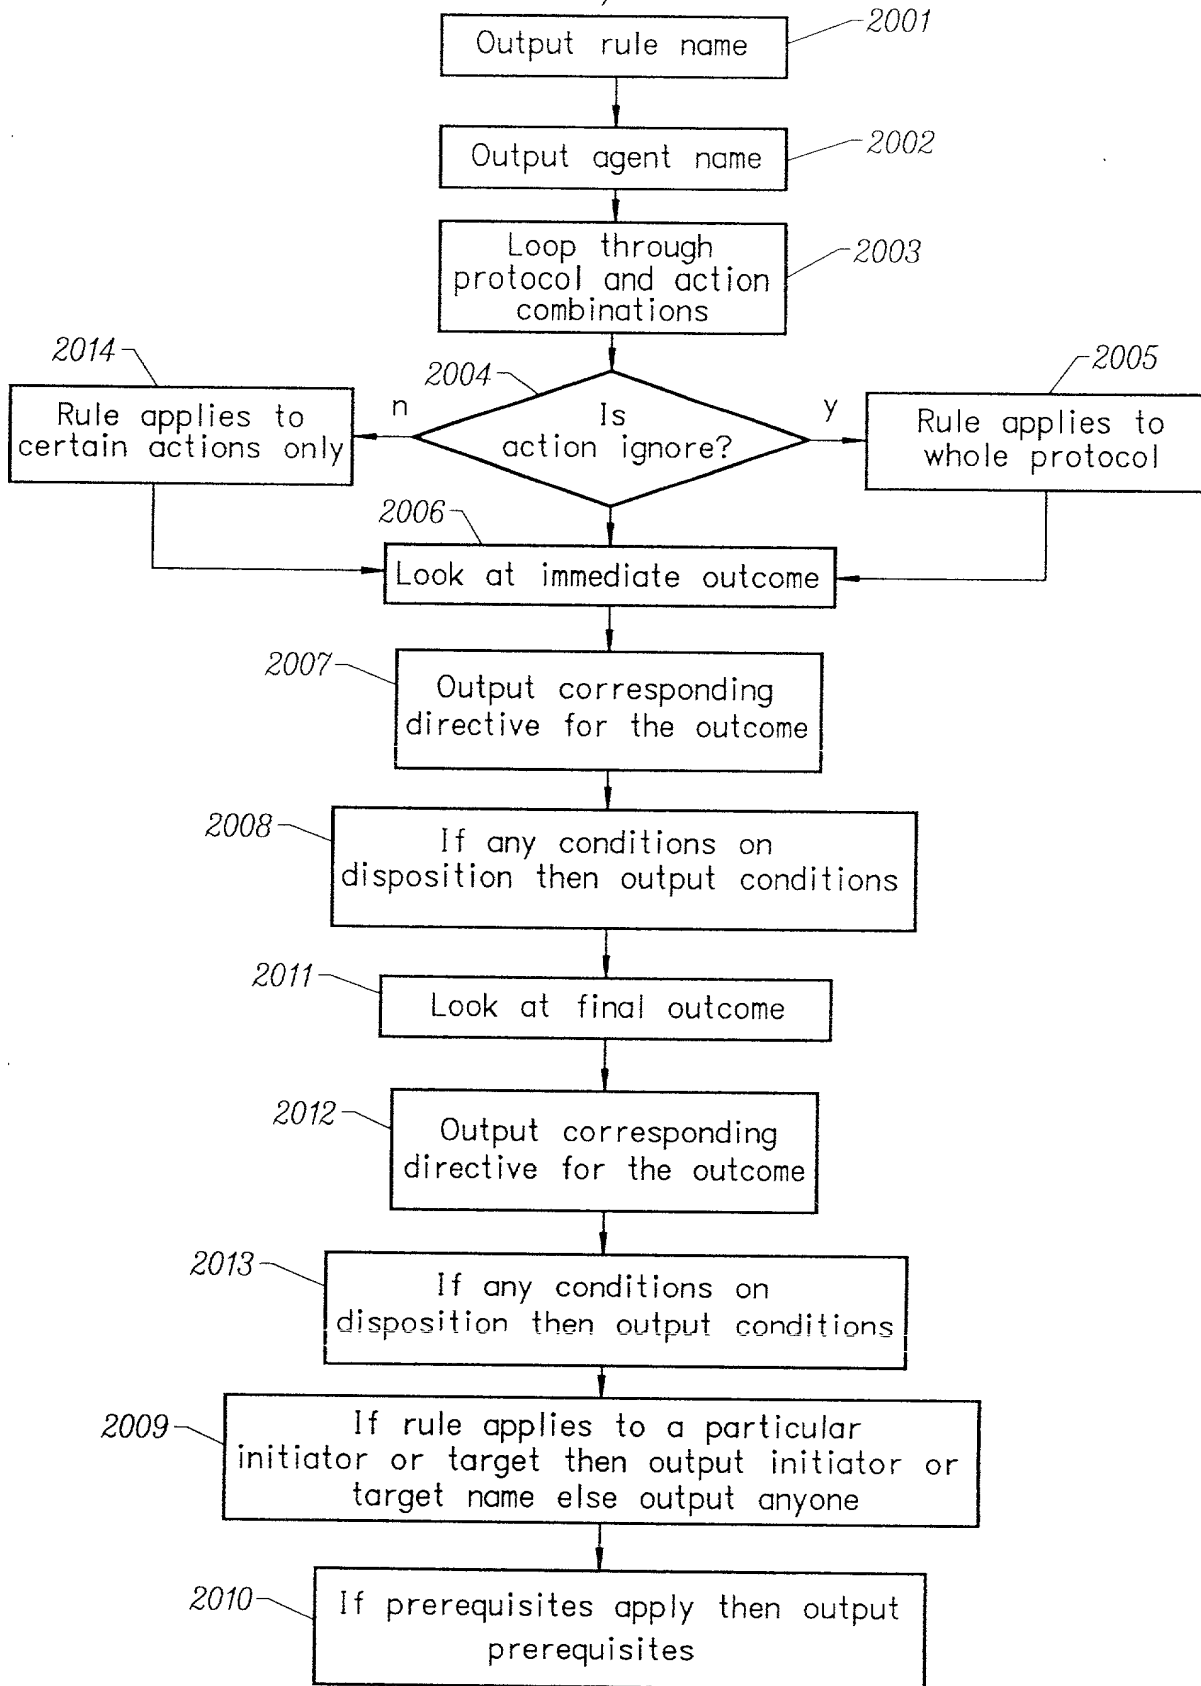 2001
Output rule name
2002
Output agent name
2003
Loop through
protocol and action
combinations
2014
2004
2005
n
y
Rule applies to
certain actions only
Is
action ignore?
Rule applies to
whole protocol
2006
Look at immediate outcome
2007
Output corresponding
directive for the outcome
2008
If any conditions on
disposition then output conditions
2011
Look at final outcome
2012
Output corresponding
directive for the outcome
2013
If any conditions on
disposition then output conditions
2009
If rule applies to a particular
initiator or target then output initiator or
target name else output anyone
2010
If prerequisites apply then output
prerequisites